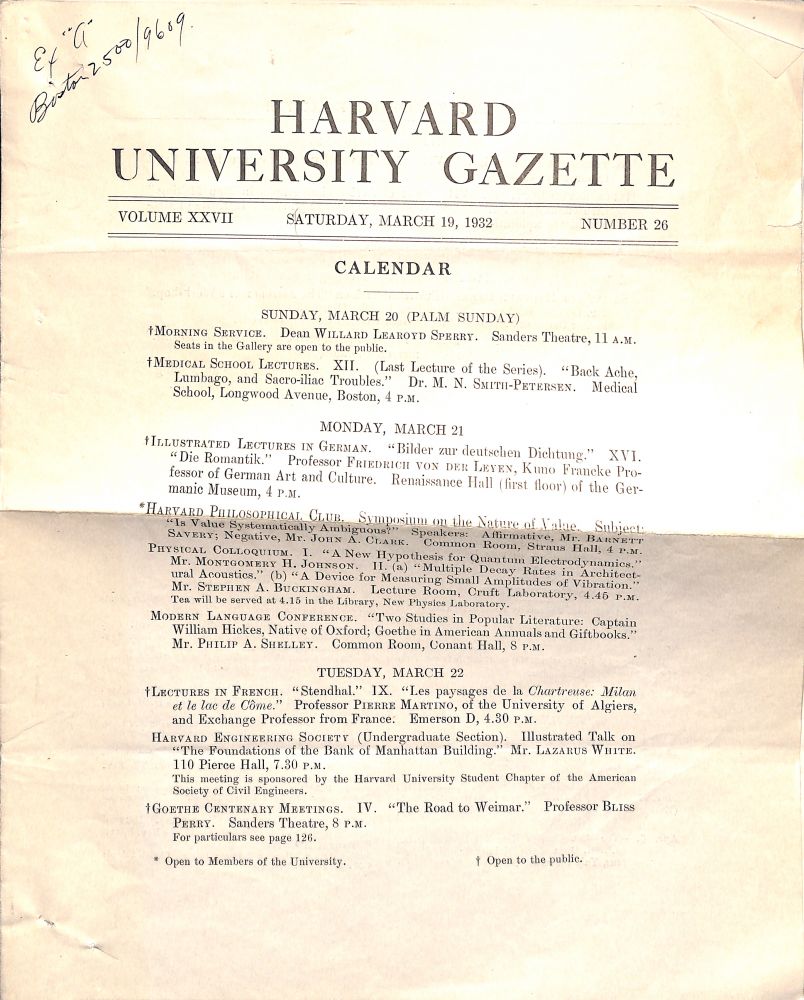 Ex "A"
Boston 2500/9609.
HARVARD
UNIVERSITY GAZETTE
VOLUME XXVII SATURDAY, MARCH 19, 1932 NUMBER 26
CALENDAR
SUNDAY, MARCH 20 (PALM SUNDAY)
†MORNING SERVICE. Dean WILLARD LEAROYD SPERRY. Sanders Theatre, 11 A.M.
Seats in the Gallery are open to the public.
†MEDICAL SCHOOL LECTURES. XII. (Last Lecture of the Series). “Back Ache,
Lumbago, and Sacro-iliac Troubles.” Dr. M. N. SMITH-PETERSEN. Medical
School, Longwood Avenue, Boston, 4 P.M.
MONDAY, MARCH 21
†ILLUSTRATED LECTURES IN GERMAN. “Bilder zur deutschen Dichtung.” XVI.
“Die Romantik.” Professor FRIEDRICH VON DER LEYEN, Kuno Francke Pro-
fessor of German Art and Culture. Renaissance Hall (first floor) of the Ger-
manic Museum, 4 P.M.
*HARVARD PHILOSOPHICAL CLUB. Symposium on the Nature of Value. Subject:
“Is Value Systematically Ambiguous?” Speakers: Affirmative, Mr. BARNETT
SAVERY; Negative, Mr. JOHN A. CLARK. Common Room, Straus Hall, 4 P.M.
PHYSICAL COLLOQUIUM. I. “A New Hypothesis for Quantum Electrodynamics.”
Mr. MONTGOMERY H. JOHNSON. II. (a) “Multiple Decay Rates in Architect-
ural Acoustics.” (b) “A Device for Measuring Small Amplitudes of Vibration.”
Mr. STEPHEN A. BUCKINGHAM. Lecture Room, Cruft Laboratory, 4.45 P.M.
Tea will be served at 4.15 in the Library, New Physics Laboratory.
MODERN LANGUAGE CONFERENCE. “Two Studies in Popular Literature: Captain
William Hickes, Native of Oxford; Goethe in American Annuals and Giftbooks.”
Mr. PHILIP A. SHELLEY. Common Room, Conant Hall, 8 P.M.
TUESDAY, MARCH 22
†LECTURES IN FRENCH. “Stendhal.” IX. “Les paysages de la Chartreuse: Milan
et le lac de Côme.” Professor PIERRE MARTINO, of the University of Algiers,
and Exchange Professor from France. Emerson D, 4.30 P.M.
HARVARD ENGINEERING SOCIETY (Undergraduate Section). Illustrated Talk on
“The Foundations of the Bank of Manhattan Building.” Mr. LAZARUS WHITE.
110 Pierce Hall, 7.30 P.M.
This meeting is sponsored by the Harvard University Student Chapter of the American
Society of Civil Engineers.
†GOETHE CENTENARY MEETINGS. IV. “The Road to Weimar.” Professor BLISS
PERRY. Sanders Theatre, 8 P.M.
For particulars see page 126.
* Open to Members of the University. † Open to the public.